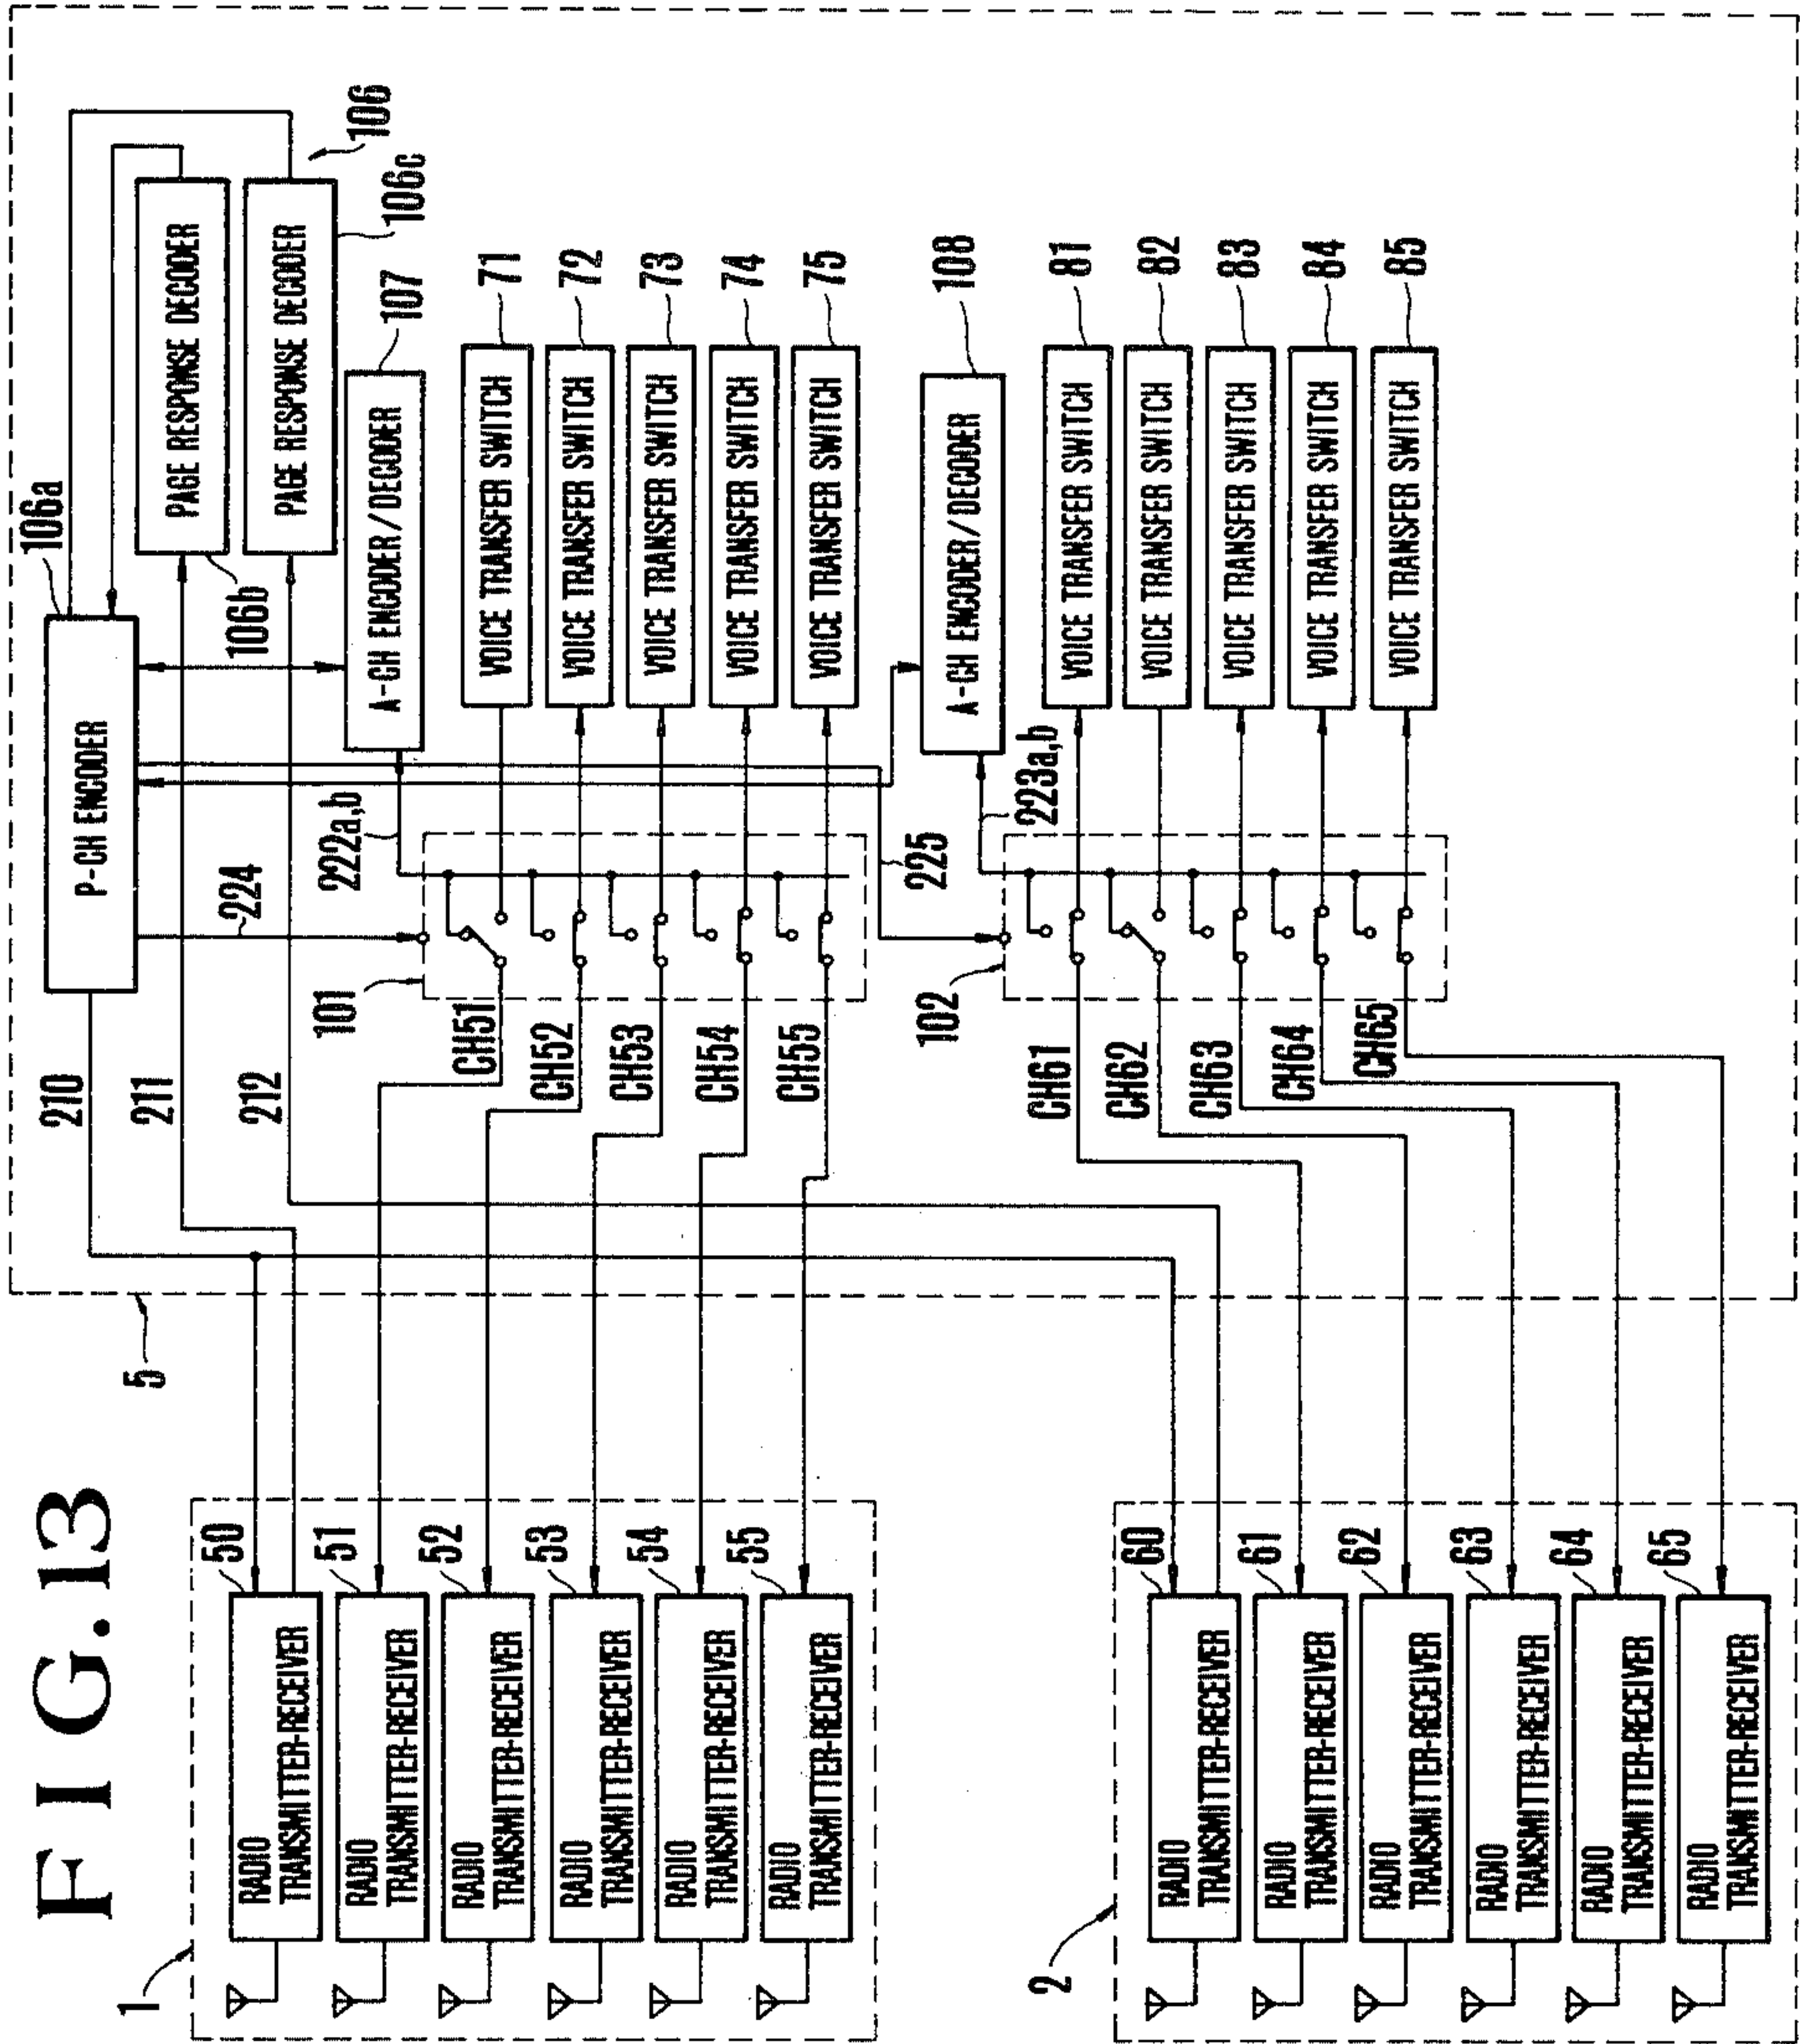 FIG.13
1
50
RADIO
TRANSMITTER-RECEIVER
51
RADIO
TRANSMITTER-RECEIVER
52
RADIO
TRANSMITTER-RECEIVER
53
RADIO
TRANSMITTER-RECEIVER
54
RADIO
TRANSMITTER-RECEIVER
55
RADIO
TRANSMITTER-RECEIVER
2
60
RADIO
TRANSMITTER-RECEIVER
61
RADIO
TRANSMITTER-RECEIVER
62
RADIO
TRANSMITTER-RECEIVER
63
RADIO
TRANSMITTER-RECEIVER
64
RADIO
TRANSMITTER-RECEIVER
65
RADIO
TRANSMITTER-RECEIVER
5
210
211
212
P-CH ENCODER
106a
PAGE RESPONSE DECODER
106b
PAGE RESPONSE DECODER
106c
106
224
A-CH ENCODER/DECODER
107
222a,b
101
CH51
CH52
CH53
CH54
CH55
VOICE TRANSFER SWITCH
71
VOICE TRANSFER SWITCH
72
VOICE TRANSFER SWITCH
73
VOICE TRANSFER SWITCH
74
VOICE TRANSFER SWITCH
75
225
A-CH ENCODER/DECODER
108
223a,b
102
CH61
CH62
CH63
CH64
CH65
VOICE TRANSFER SWITCH
81
VOICE TRANSFER SWITCH
82
VOICE TRANSFER SWITCH
83
VOICE TRANSFER SWITCH
84
VOICE TRANSFER SWITCH
85